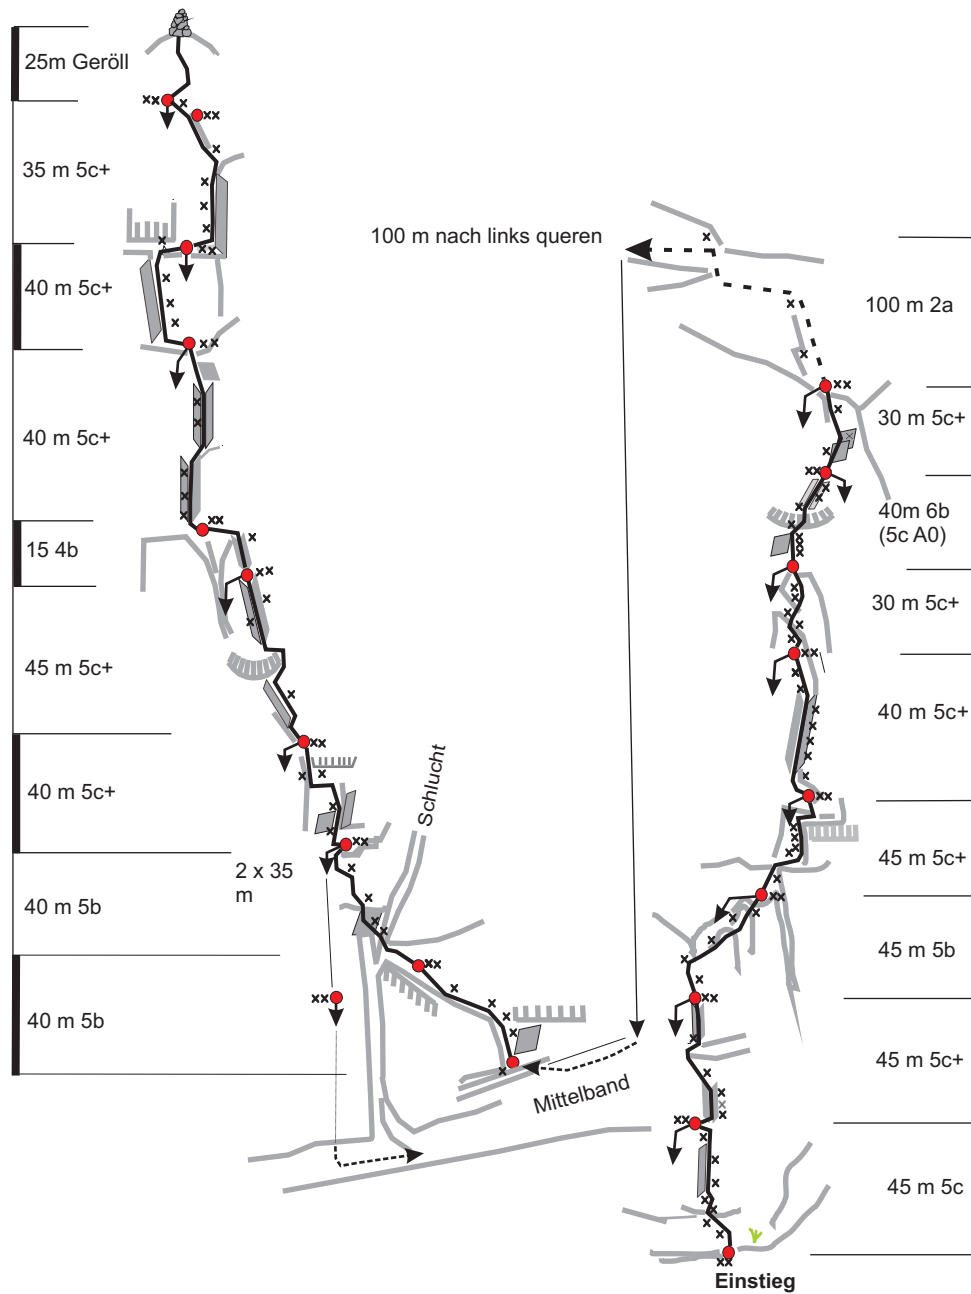 25m Geröll
35 m 5c+
40 m 5c+
40 m 5c+
15 4b
45 m 5c+
40 m 5c+
2 x 35
m
40 m 5b
40 m 5b
Schlucht
Mittelband
100 m nach links queren
100 m 2a
30 m 5c+
40m 6b
(5c A0)
30 m 5c+
40 m 5c+
45 m 5c+
45 m 5b
45 m 5c+
45 m 5c
Einstieg